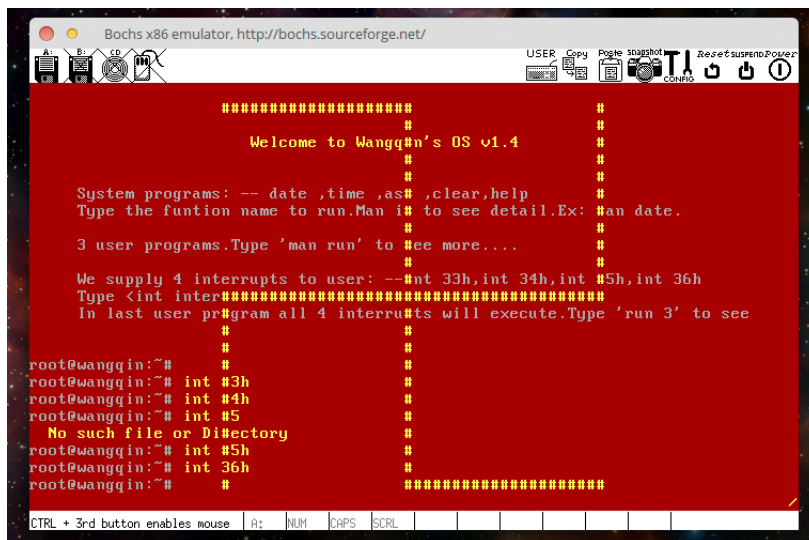 Bochs x86 emulator, http://bochs.sourceforge.net/
A: B: CD USER Copy Paste snapshot CONFIG Reset SUSPEND Power
#################### #
# #
Welcome to Wangq#n's OS v1.4 #
# #
# #
System programs: -- date ,time ,as# ,clear,help #
Type the funtion name to run.Man i# to see detail.Ex: #an date.
# #
3 user programs.Type 'man run' to #ee more.... #
# #
We supply 4 interrupts to user: --#nt 33h,int 34h,int #5h,int 36h
Type <int inter########################################
In last user pr#gram all 4 interru#ts will execute.Type 'run 3' to see
# #
# #
root@wangqin:~# # #
root@wangqin:~# int #3h #
root@wangqin:~# int #4h #
root@wangqin:~# int #5 #
No such file or Di#ectory #
root@wangqin:~# int #5h #
root@wangqin:~# int 36h #
root@wangqin:~# # #####################
/
CTRL + 3rd button enables mouse A: NUM CAPS SCRL